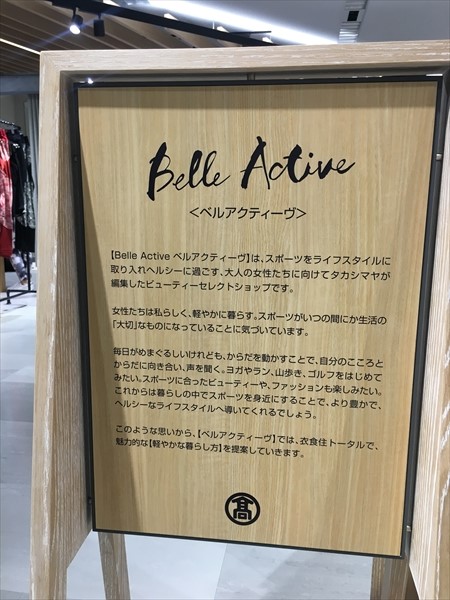 Belle Active
<ベルアクティーヴ>
【Belle Active ベルアクティーヴ】は、スポーツをライフスタイルに
取り入れヘルシーに過ごす、大人の女性たちに向けてタカシマヤが
編集したビューティーセレクトショップです。
女性たちは私らしく、軽やかに暮らす。スポーツがいつの間にか生活の
「大切」なものになっていることに気づいています。
毎日がめまぐるしいけれども、からだを動かすことで、自分のこころと
からだに向き合い、声を聞く。ヨガやラン、山歩き、ゴルフをはじめて
みたい。スポーツに合ったビューティーや、ファッションも楽しみたい。
これからは暮らしの中でスポーツを身近にすることで、より豊かで、
ヘルシーなライフスタイルへ導いてくれるでしょう。
このような思いから、【ベルアクティーヴ】では、衣食住トータルで、
魅力的な【軽やかな暮らし方】を提案していきます。
髙